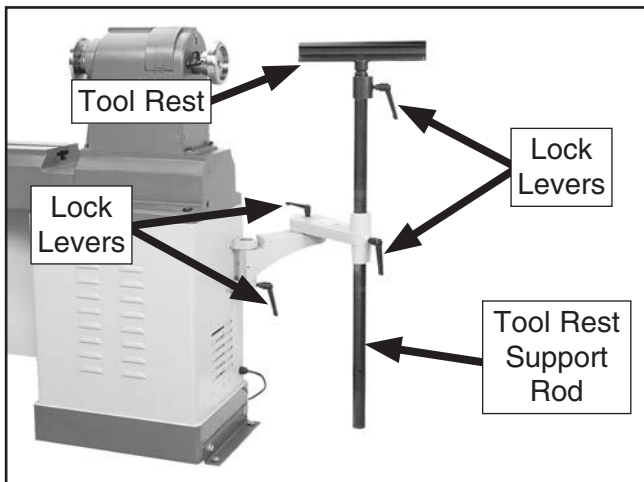 Tool Rest
Lock
Levers
Lock
Levers
Tool Rest
Support
Rod